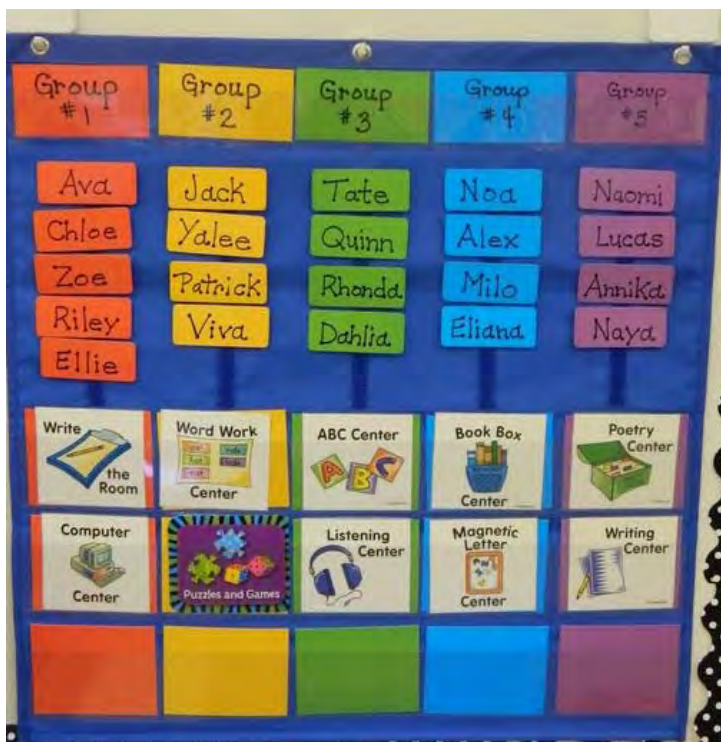 Group
#1
Group
#2
Group
#3
Group
#4
Group
#5
Ava
Chloe
Zoe
Riley
Ellie
Jack
Yalee
Patrick
Viva
Tate
Quinn
Rhonda
Dahlia
Noa
Alex
Milo
Eliana
Naomi
Lucas
Annika
Naya
Write
the
Room
Word Work
Center
ABC Center
A B C
Book Box
Center
Poetry
Center
Computer
Center
Puzzles and Games
Listening
Center
Magnetic
Letter
Center
Writing
Center